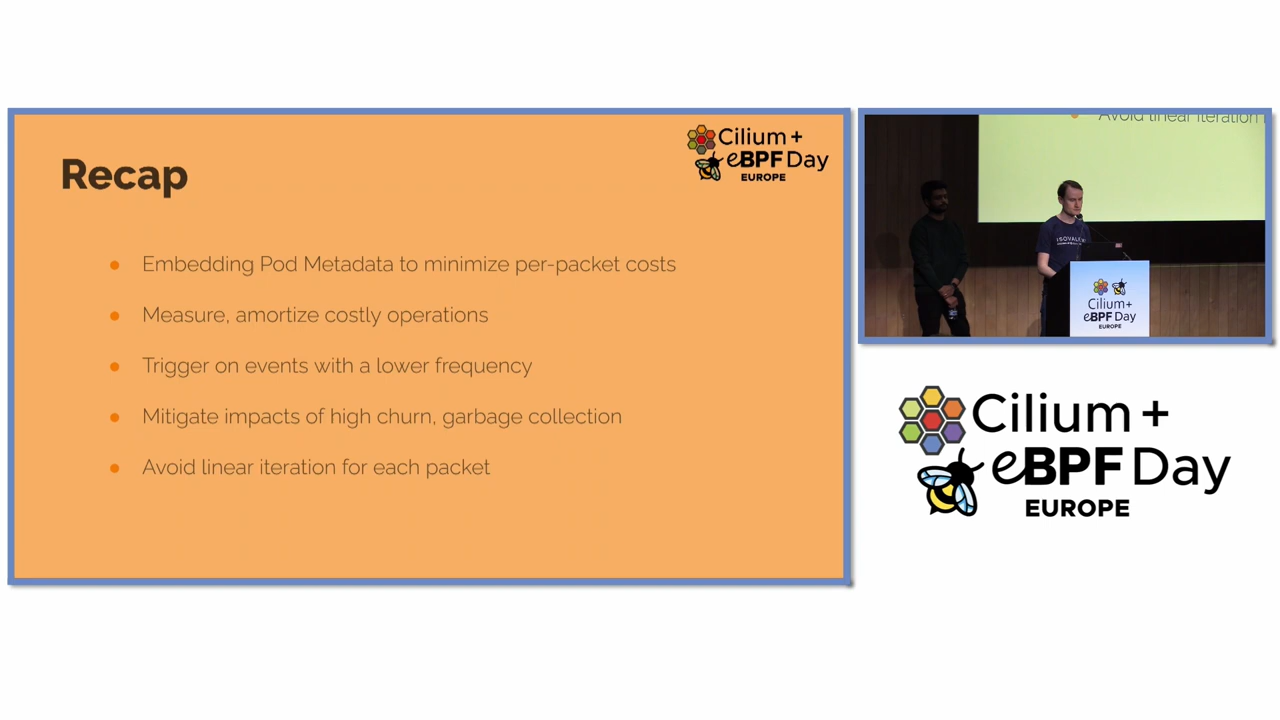 Recap
Cilium +
eBPF Day
EUROPE
Embedding Pod Metadata to minimize per-packet costs
Measure, amortize costly operations
Trigger on events with a lower frequency
Mitigate impacts of high churn, garbage collection
Avoid linear iteration for each packet
Avoid linear iteration
ISOVALENT
Cilium +
eBPF Day
EUROPE
Cilium +
eBPF Day
EUROPE